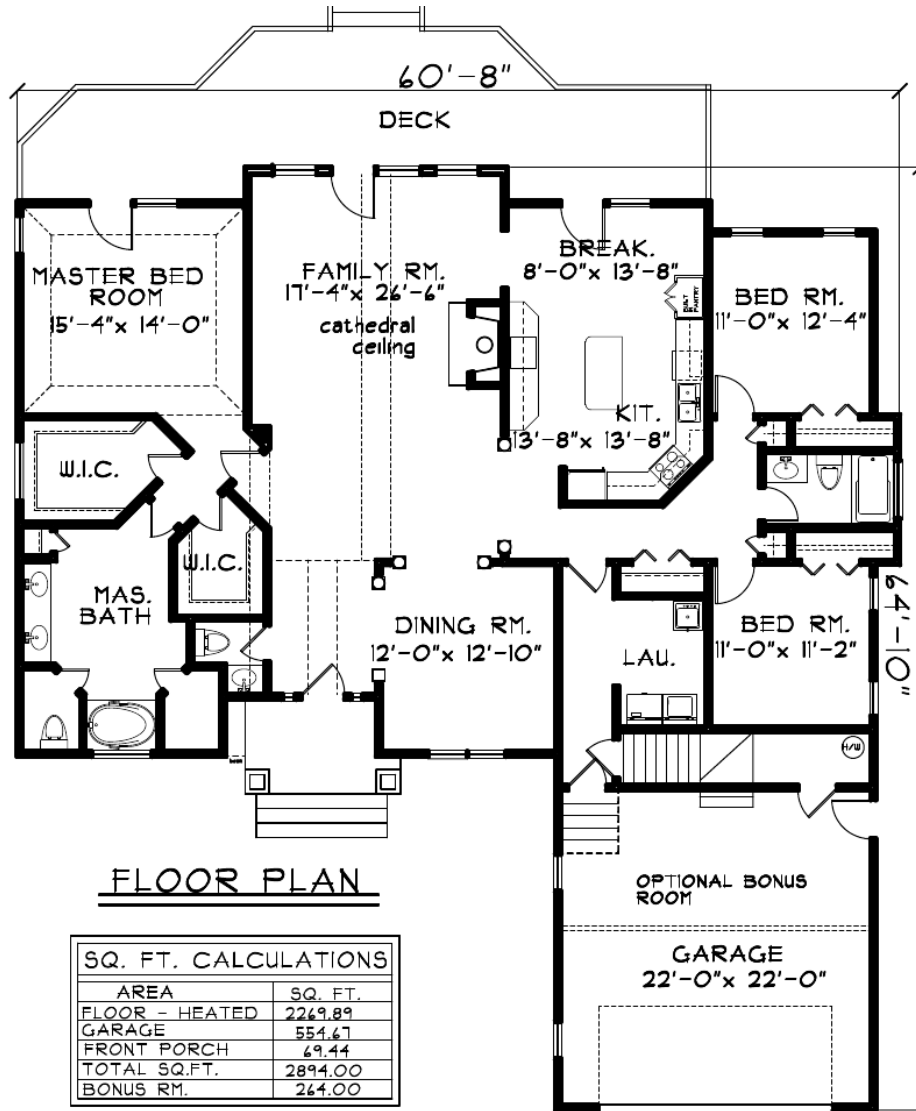 60'-8"
DECK
MASTER BED
ROOM
15'-4"x 14'-0"
FAMILY RM.
17'-4"x 26'-6"
cathedral
ceiling
BREAK.
8'-0"x 13'-8"
BUILT
IN
PANTRY
BED RM.
11'-0"x 12'-4"
KIT.
13'-8"x 13'-8"
W.I.C.
W.I.C.
MAS.
BATH
DINING RM.
12'-0"x 12'-10"
LAU.
BED RM.
11'-0"x 11'-2"
64'-10"
W/H
FLOOR PLAN
OPTIONAL BONUS
ROOM
GARAGE
22'-0"x 22'-0"
SQ. FT. CALCULATIONS
AREA SQ. FT.
FLOOR - HEATED 2269.89
GARAGE 554.67
FRONT PORCH 69.44
TOTAL SQ.FT. 2894.00
BONUS RM. 264.00